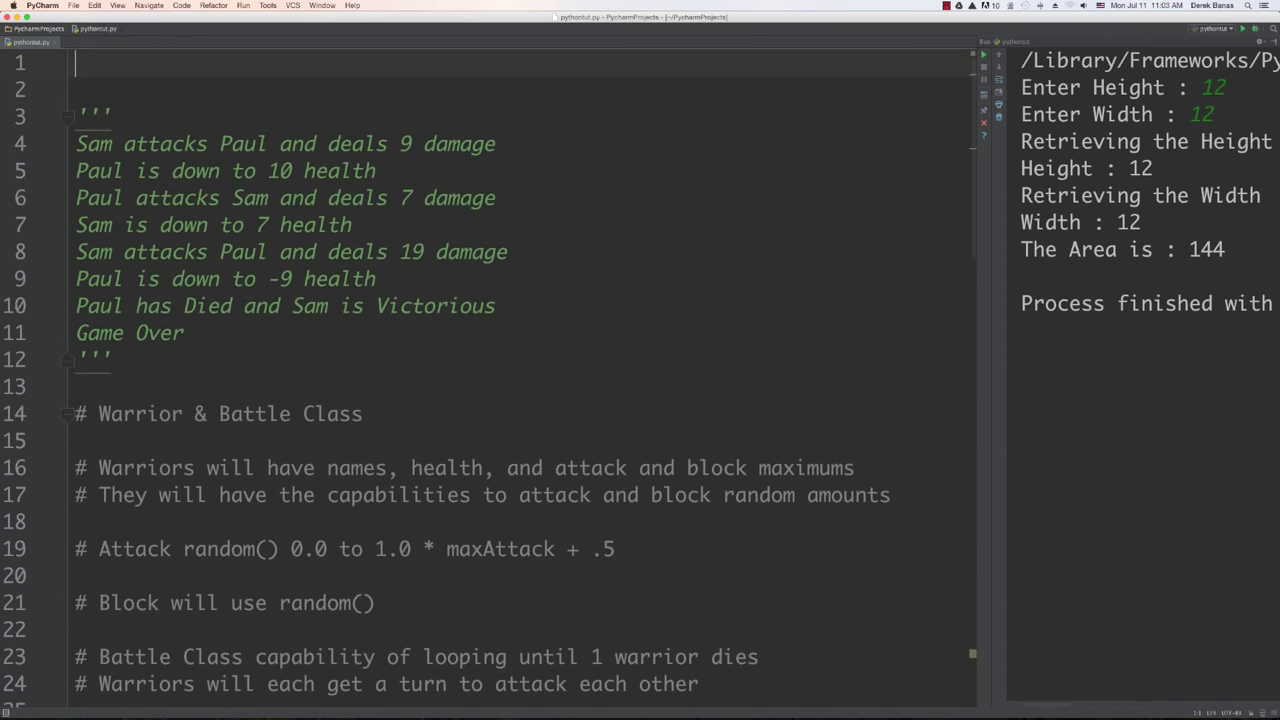 PyCharm File Edit View Navigate Code Refactor Run Tools VCS Window Help
10
Mon Jul 11 11:03 AM Derek Banas
pythontut.py - PycharmProjects - [~/PycharmProjects]
PycharmProjects pythontut.py
pythontut
pythontut.py
Run pythontut
1
2
3 '''
4 Sam attacks Paul and deals 9 damage
5 Paul is down to 10 health
6 Paul attacks Sam and deals 7 damage
7 Sam is down to 7 health
8 Sam attacks Paul and deals 19 damage
9 Paul is down to -9 health
10 Paul has Died and Sam is Victorious
11 Game Over
12 '''
13
14 # Warrior & Battle Class
15
16 # Warriors will have names, health, and attack and block maximums
17 # They will have the capabilities to attack and block random amounts
18
19 # Attack random() 0.0 to 1.0 * maxAttack + .5
20
21 # Block will use random()
22
23 # Battle Class capability of looping until 1 warrior dies
24 # Warriors will each get a turn to attack each other
/Library/Frameworks/Py
Enter Height : 12
Enter Width : 12
Retrieving the Height
Height : 12
Retrieving the Width
Width : 12
The Area is : 144
Process finished with
1:1 LF÷ UTF-8÷